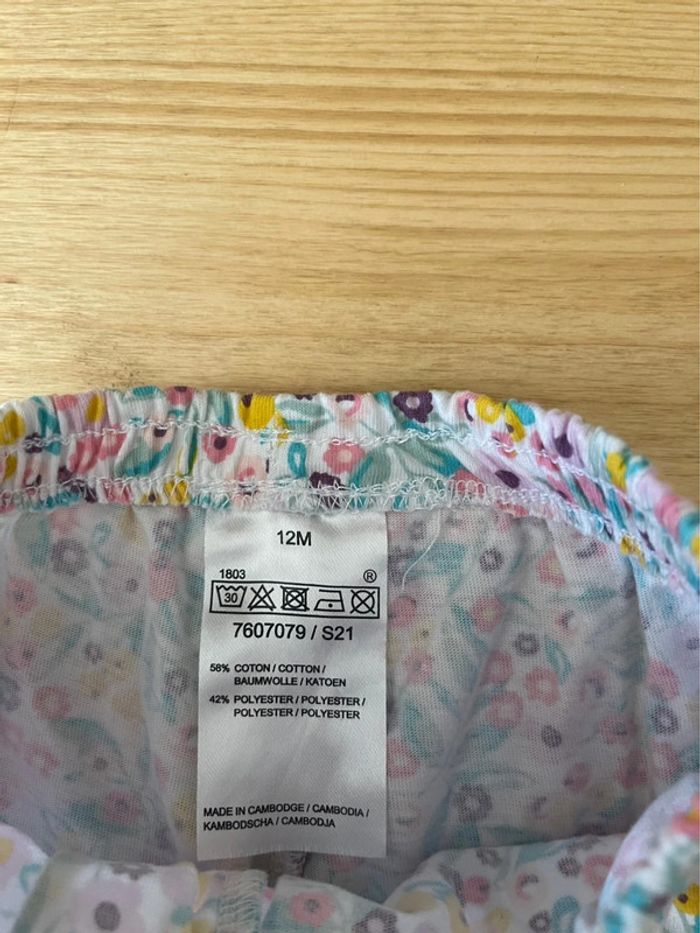 12M
1803 ®
30
7607079 / S21
58% COTON / COTTON /
BAUMWOLLE / KATOEN
42% POLYESTER / POLYESTER /
POLYESTER / POLYESTER
MADE IN CAMBODGE / CAMBODIA /
KAMBODSCHA / CAMBODJA